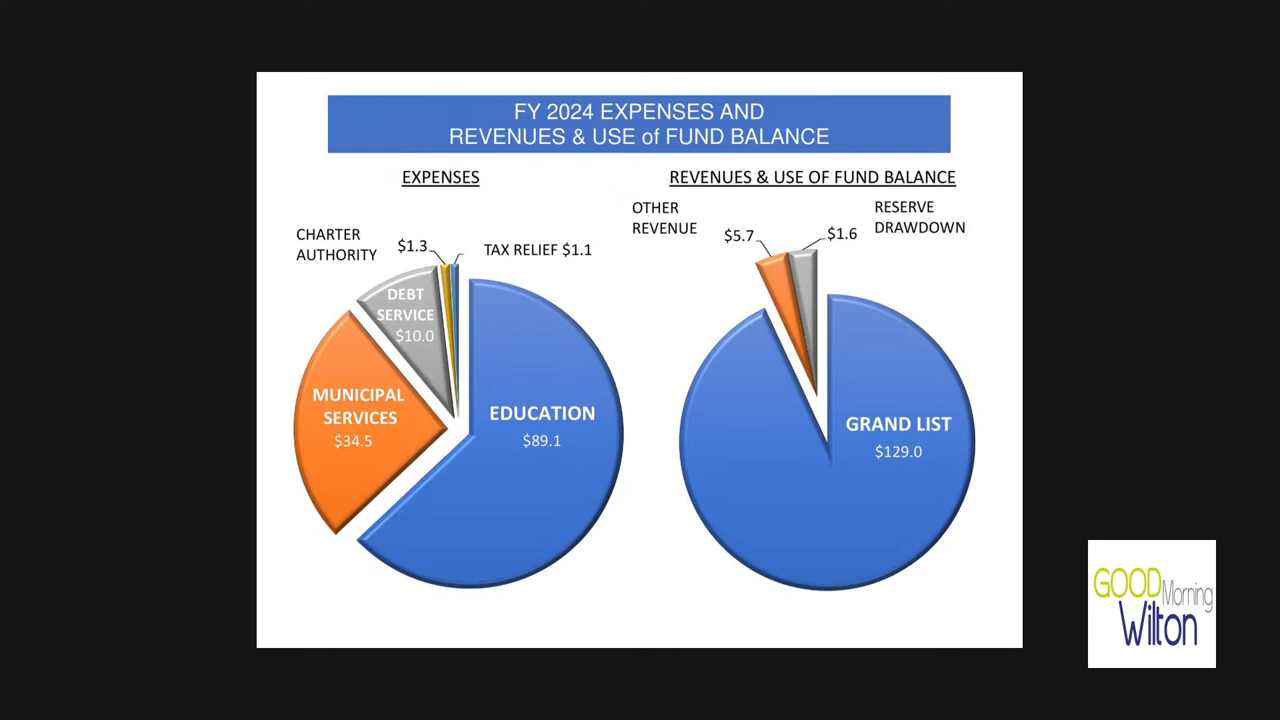 FY 2024 EXPENSES AND
REVENUES & USE of FUND BALANCE
EXPENSES
CHARTER
AUTHORITY
$1.3
TAX RELIEF $1.1
DEBT
SERVICE
$10.0
MUNICIPAL
SERVICES
$34.5
EDUCATION
$89.1
REVENUES & USE OF FUND BALANCE
OTHER
REVENUE
$5.7
RESERVE
DRAWDOWN
$1.6
GRAND LIST
$129.0
GOOD Morning
Wilton